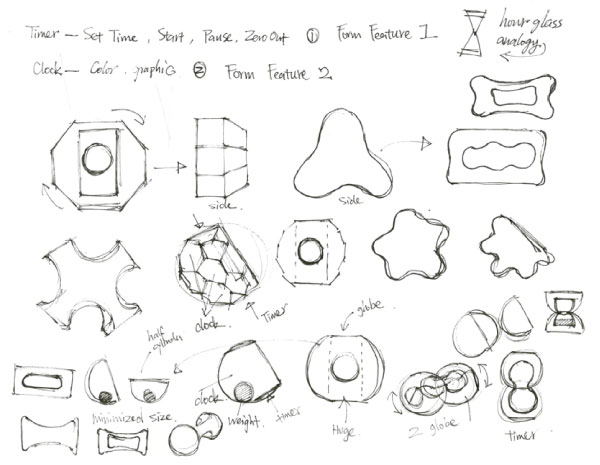 Timer — Set Time, Start, Pause, Zero Out ① Form Feature 1
hour glass
analogy
Clock — Color, graphic ② Form Feature 2
side
side
clock
Timer
globe
half
cylinder
clock
minimized size
weight
timer
Huge
2 globe
timer